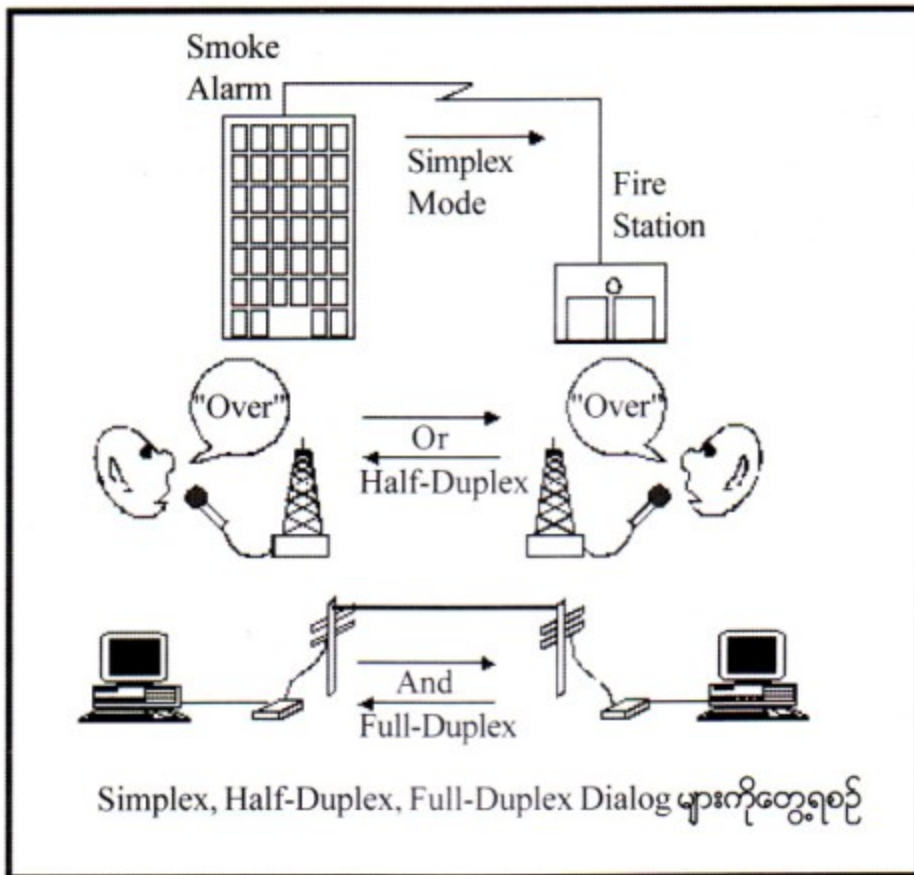 Smoke
Alarm
Simplex
Mode
Fire
Station
"Over"
"Over"
Or
Half-Duplex
And
Full-Duplex
Simplex, Half-Duplex, Full-Duplex Dialog များကိုတွေ့ရစဉ်